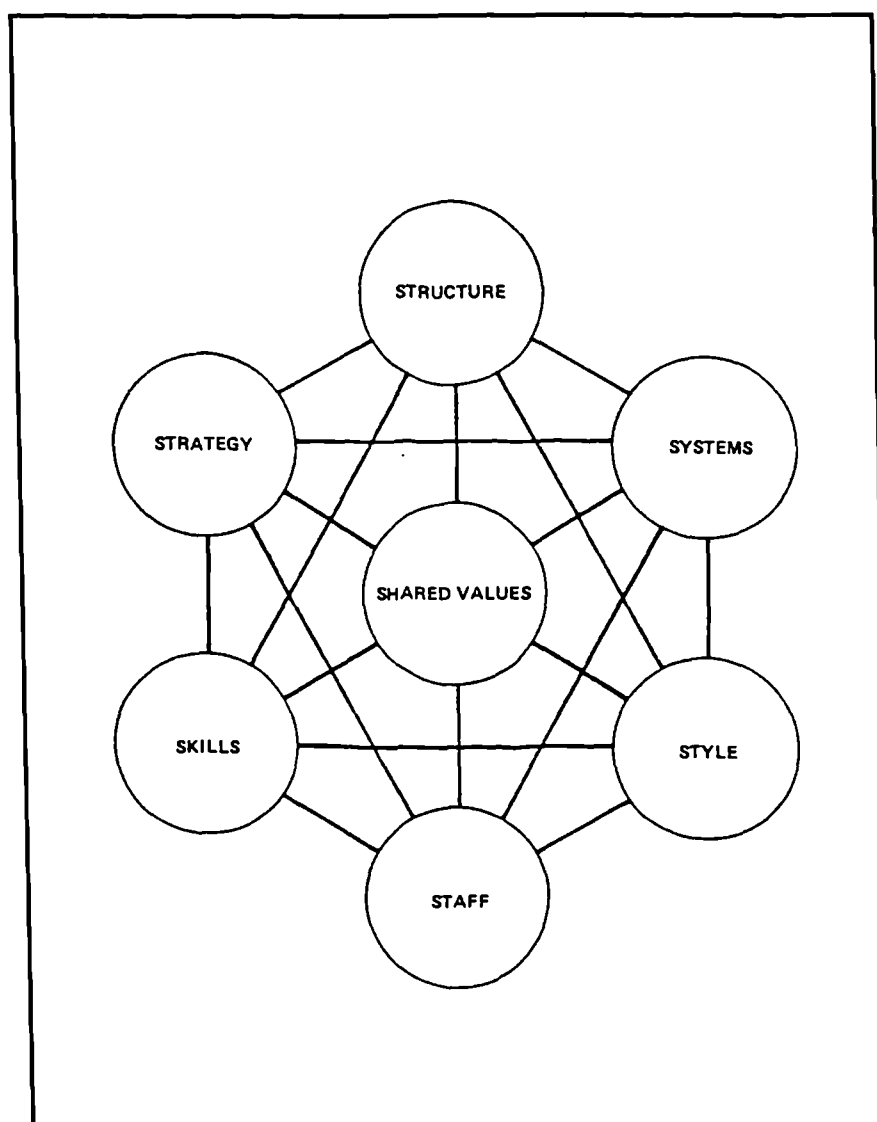 STRUCTURE
STRATEGY
SYSTEMS
SHARED VALUES
SKILLS
STYLE
STAFF